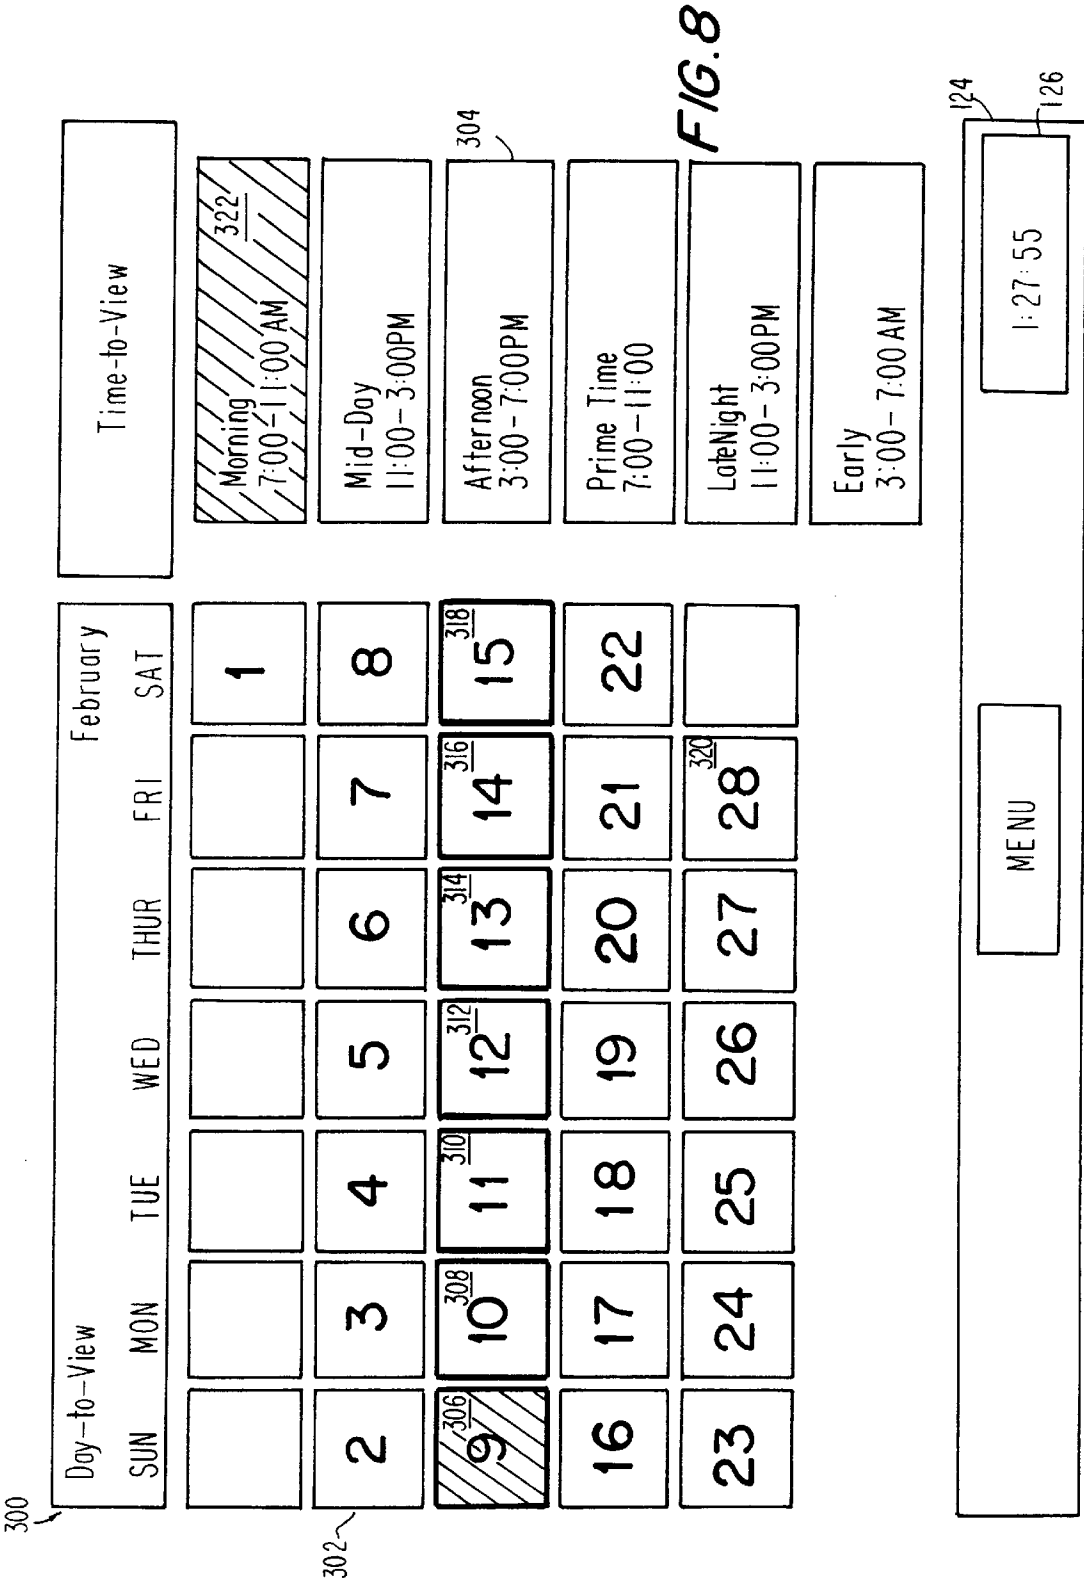 300
Day-to-View February
SUN MON TUE WED THUR FRI SAT
1
302
2 3 4 5 6 7 8
306 308 310 312 314 316 318
9 10 11 12 13 14 15
16 17 18 19 20 21 22
320
23 24 25 26 27 28
Time-to-View
322
Morning
7:00-11:00 AM
Mid-Day
11:00-3:00PM
304
Afternoon
3:00-7:00PM
Prime Time
7:00-11:00
LateNight
11:00-3:00PM
Early
3:00-7:00 AM
FIG. 8
124
MENU
1:27:55
126